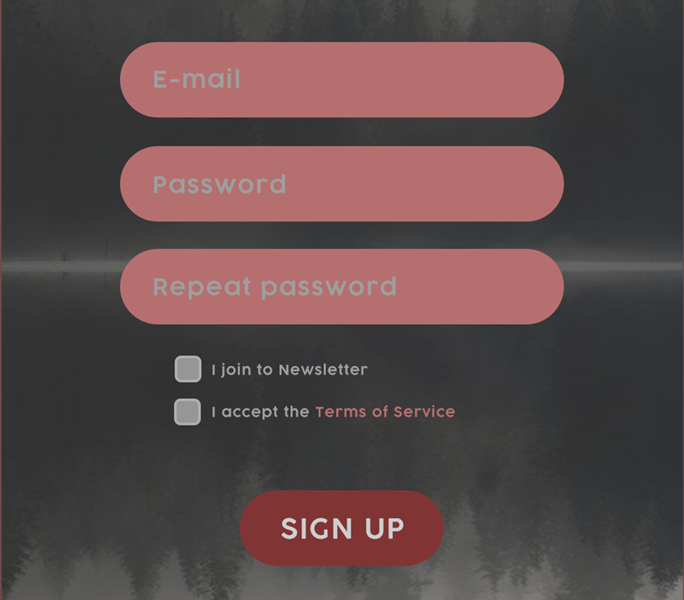 E-mail
Password
Repeat password
I join to Newsletter
I accept the Terms of Service
SIGN UP